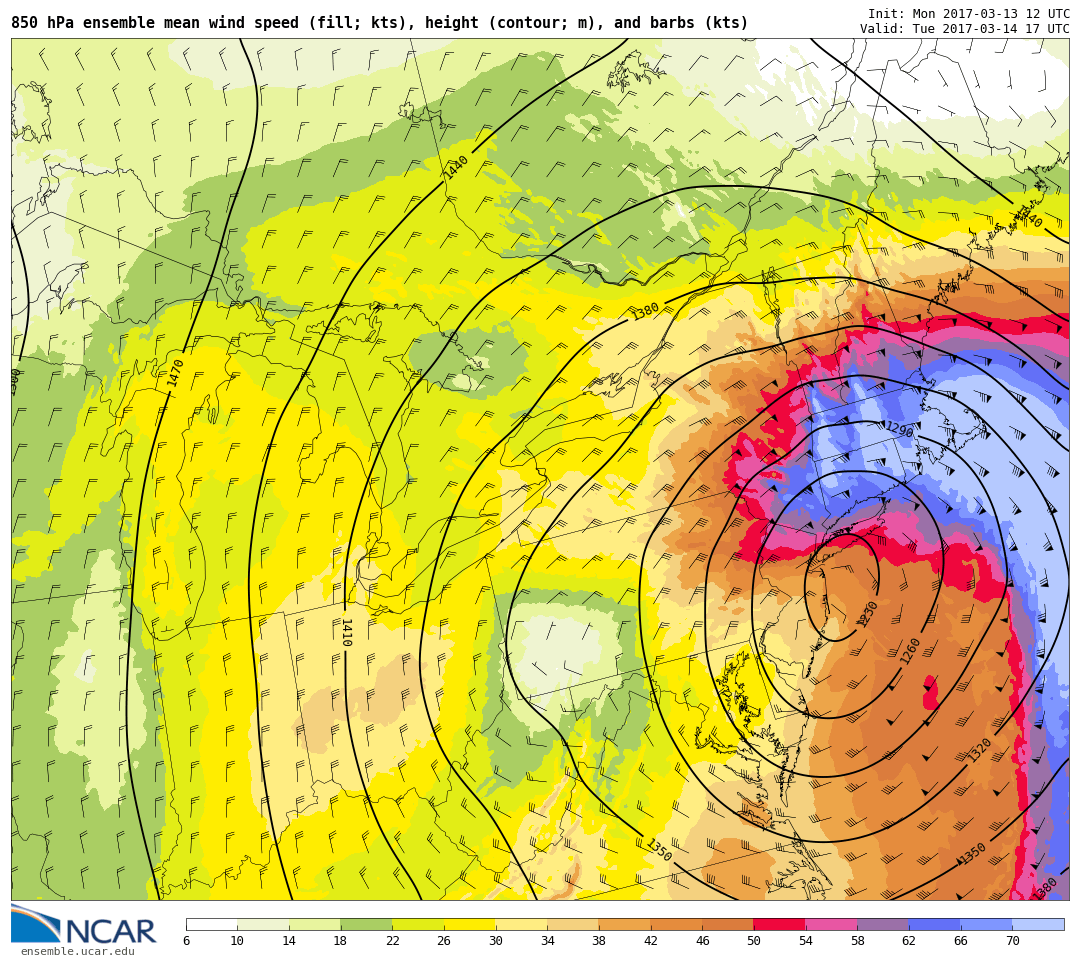 850 hPa ensemble mean wind speed (fill; kts), height (contour; m), and barbs (kts)
Init: Mon 2017-03-13 12 UTC
Valid: Tue 2017-03-14 17 UTC
1440
1440
1380
1470
1290
1230
1410
1260
1320
1350
1350
1380
NCAR
ensemble.ucar.edu
6 10 14 18 22 26 30 34 38 42 46 50 54 58 62 66 70